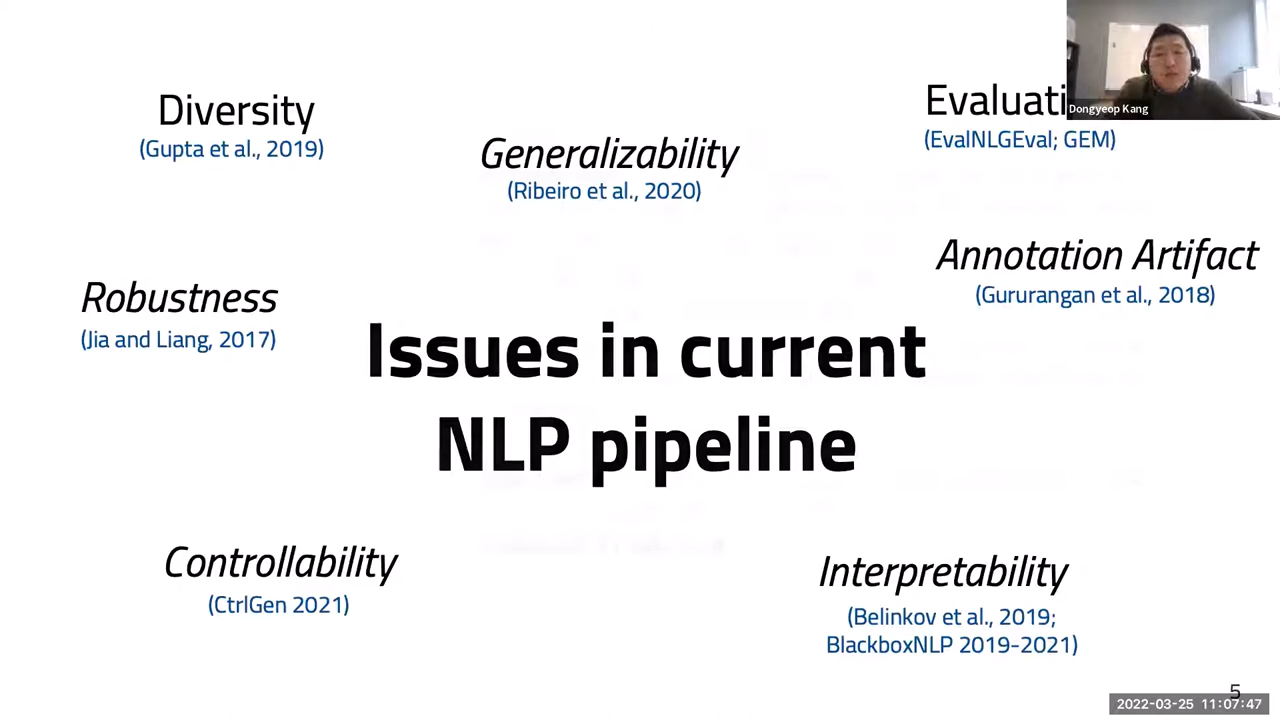 Diversity
(Gupta et al., 2019)
Generalizability
(Ribeiro et al., 2020)
Evaluati
(EvalNLGEval; GEM)
Dongyeop Kang
Annotation Artifact
(Gururangan et al., 2018)
Robustness
(Jia and Liang, 2017)
Issues in current
NLP pipeline
Controllability
(CtrlGen 2021)
Interpretability
(Belinkov et al., 2019;
BlackboxNLP 2019-2021)
5
2022-03-25 11:07:47